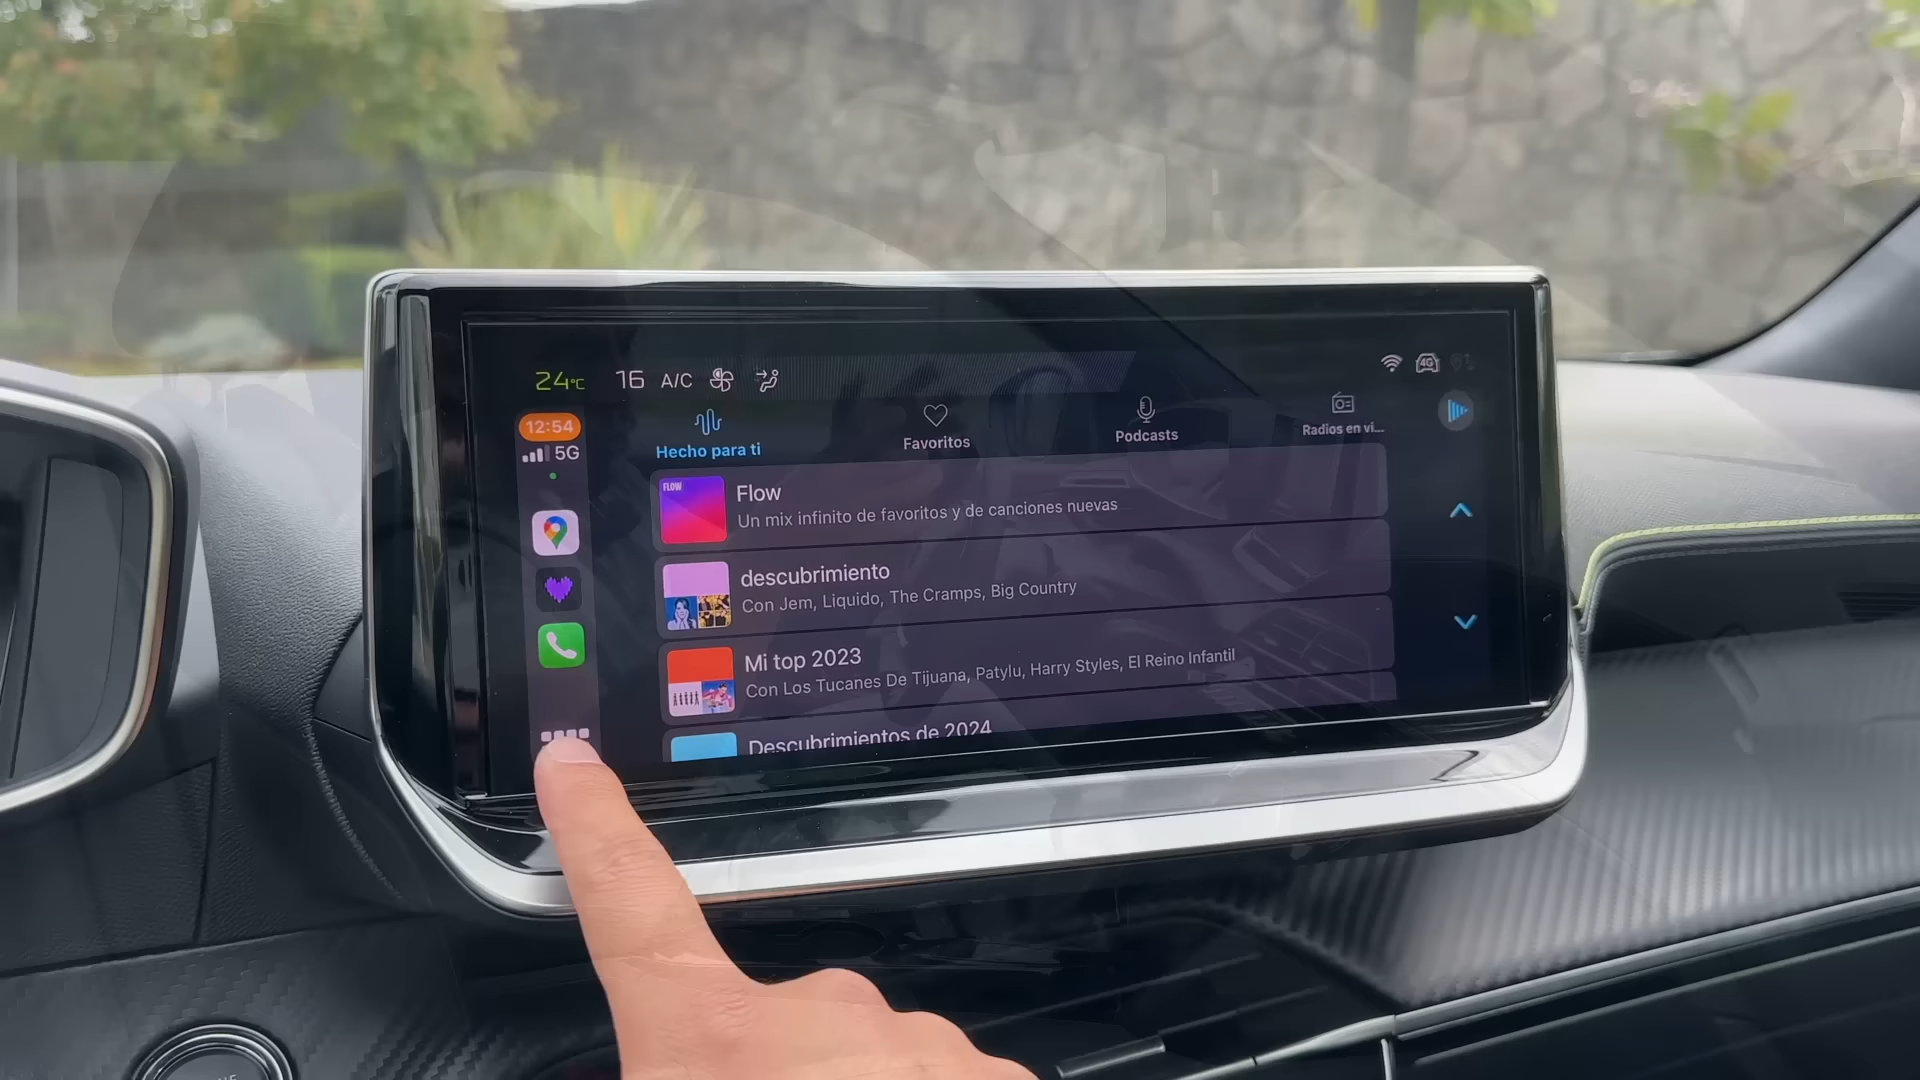 24°C 16 A/C
4G
12:54
5G
Hecho para ti
Favoritos
Podcasts
Radios en vi...
FLOW
Flow
Un mix infinito de favoritos y de canciones nuevas
descubrimiento
Con Jem, Liquido, The Cramps, Big Country
Mi top 2023
Con Los Tucanes De Tijuana, Patylu, Harry Styles, El Reino Infantil
Descubrimientos de 2024